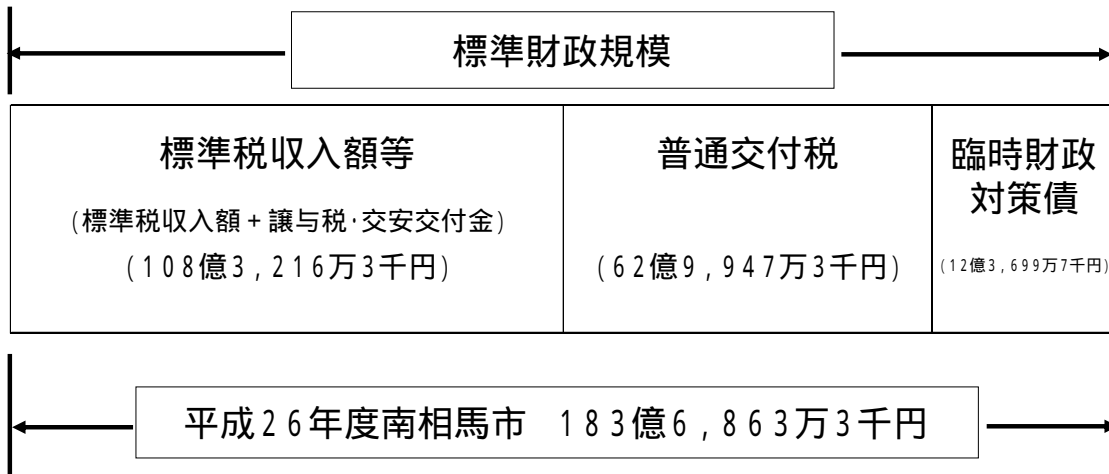 標準財政規模
標準税収入額等
(標準税収入額+譲与税･交安交付金)
(108億3,216万3千円)
普通交付税
(62億9,947万3千円)
臨時財政
対策債
(12億3,699万7千円)
平成26年度南相馬市 183億6,863万3千円